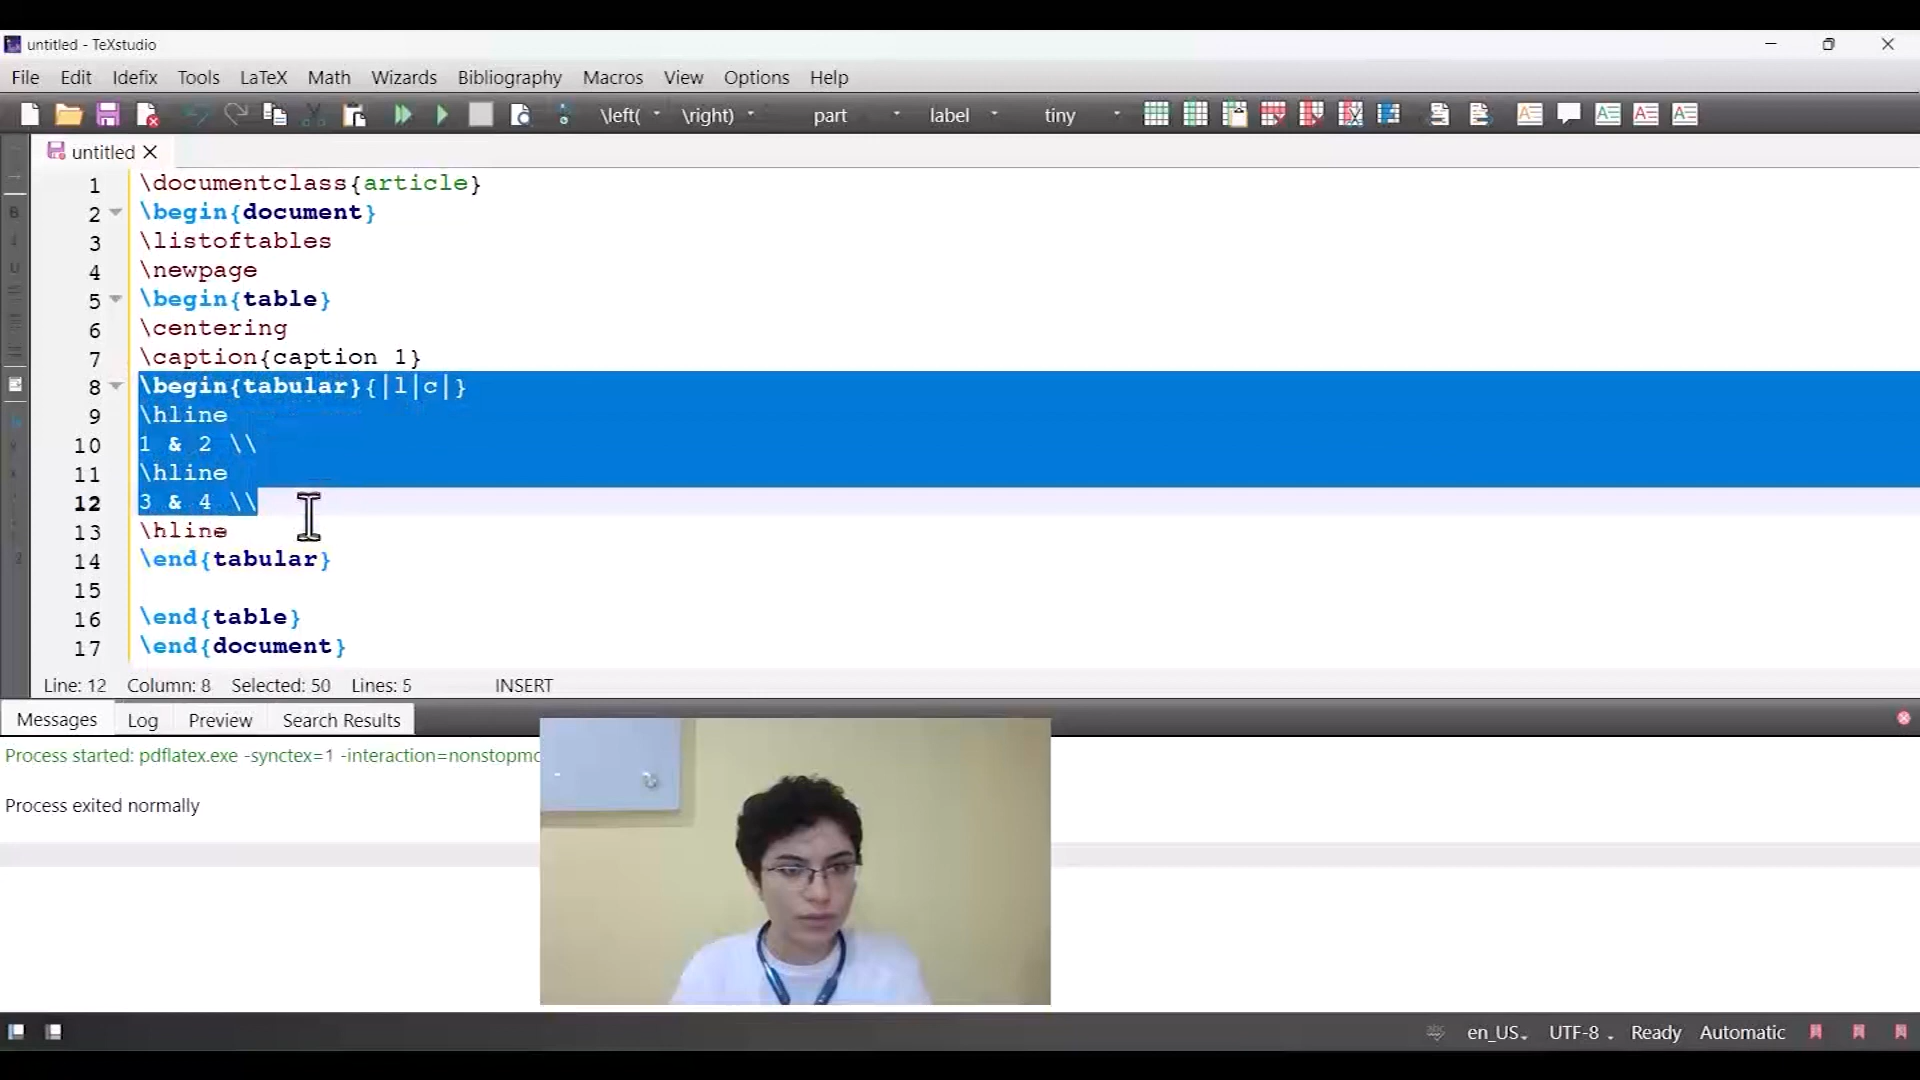 untitled - TeXstudio
File Edit Idefix Tools LaTeX Math Wizards Bibliography Macros View Options Help
\left( \right) part label tiny
untitled
1 \documentclass{article}
2 \begin{document}
3 \listoftables
4 \newpage
5 \begin{table}
6 \centering
7 \caption{caption 1}
8 \begin{tabular}{|l|c|}
9 \hline
10 1 & 2 \\
11 \hline
12 3 & 4 \\
13 \hline
14 \end{tabular}
15
16 \end{table}
17 \end{document}
Line: 12 Column: 8 Selected: 50 Lines: 5 INSERT
Messages Log Preview Search Results
Process started: pdflatex.exe -synctex=1 -interaction=nonstopmo
Process exited normally
en_US UTF-8 Ready Automatic